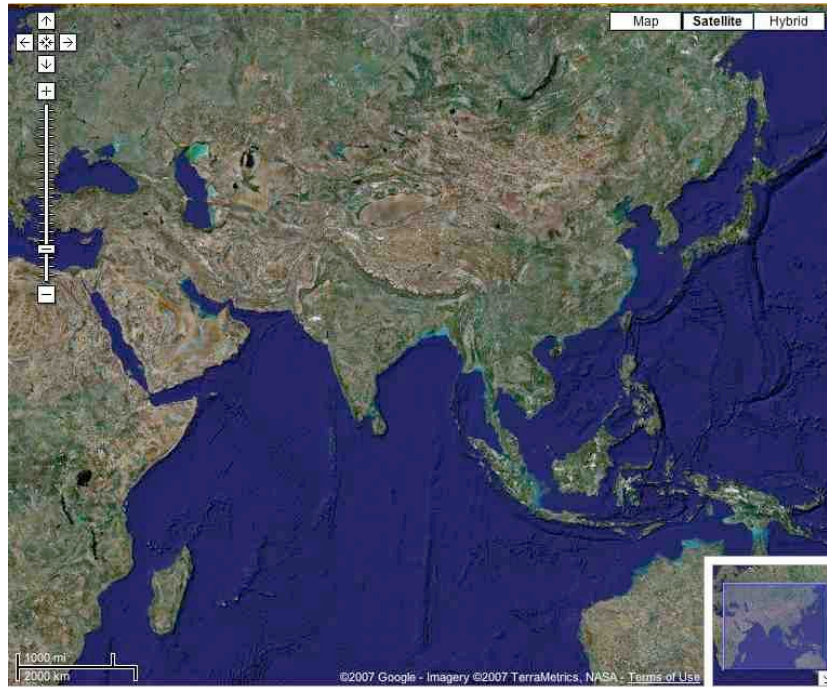 Map Satellite Hybrid
1000 mi
2000 km
©2007 Google - Imagery ©2007 TerraMetrics, NASA - Terms of Use